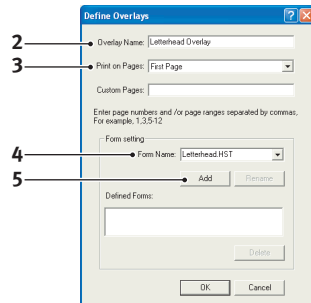 Define Overlays
2 Overlay Name: Letterhead Overlay
3 Print on Pages: First Page
Custom Pages:
Enter page numbers and /or page ranges separated by commas,
For example, 1,3,5-12
Form setting
4 Form Name: Letterhead.HST
5 Add Rename
Defined Forms:
Delete
OK Cancel